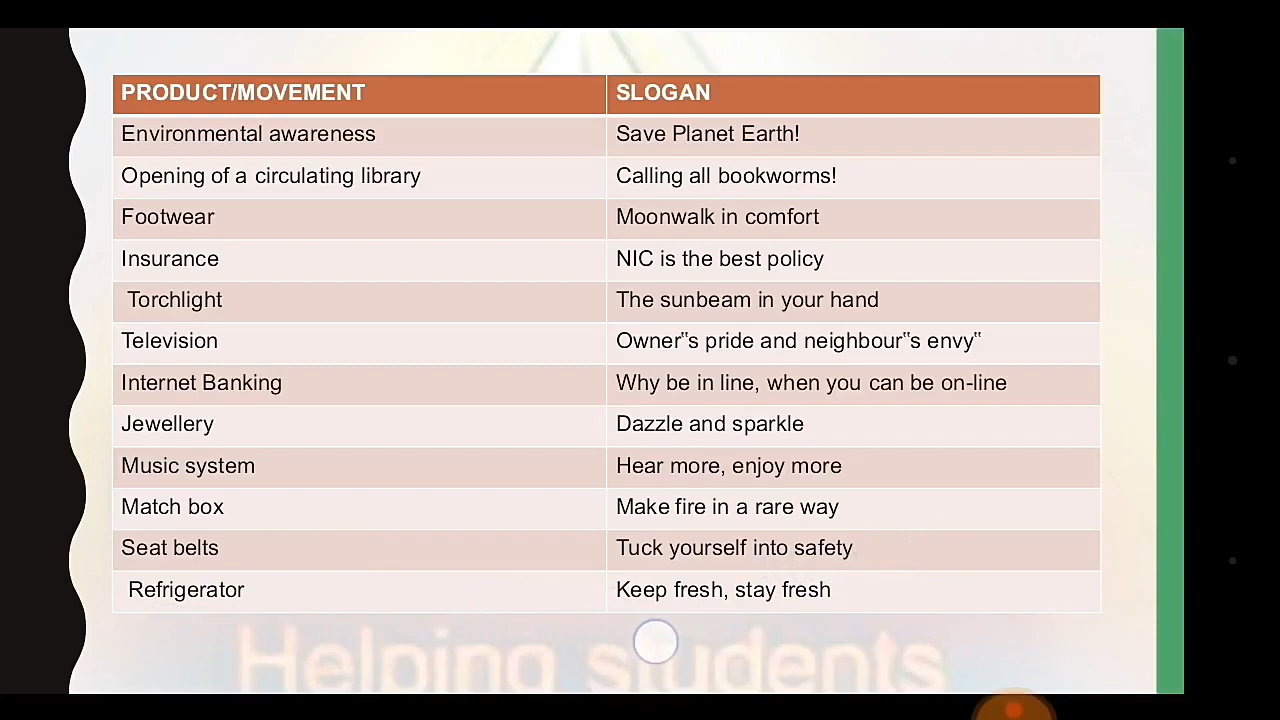 PRODUCT/MOVEMENT SLOGAN
Environmental awareness Save Planet Earth!
Opening of a circulating library Calling all bookworms!
Footwear Moonwalk in comfort
Insurance NIC is the best policy
Torchlight The sunbeam in your hand
Television Owner‟s pride and neighbour‟s envy‟
Internet Banking Why be in line, when you can be on-line
Jewellery Dazzle and sparkle
Music system Hear more, enjoy more
Match box Make fire in a rare way
Seat belts Tuck yourself into safety
Refrigerator Keep fresh, stay fresh
Helping students